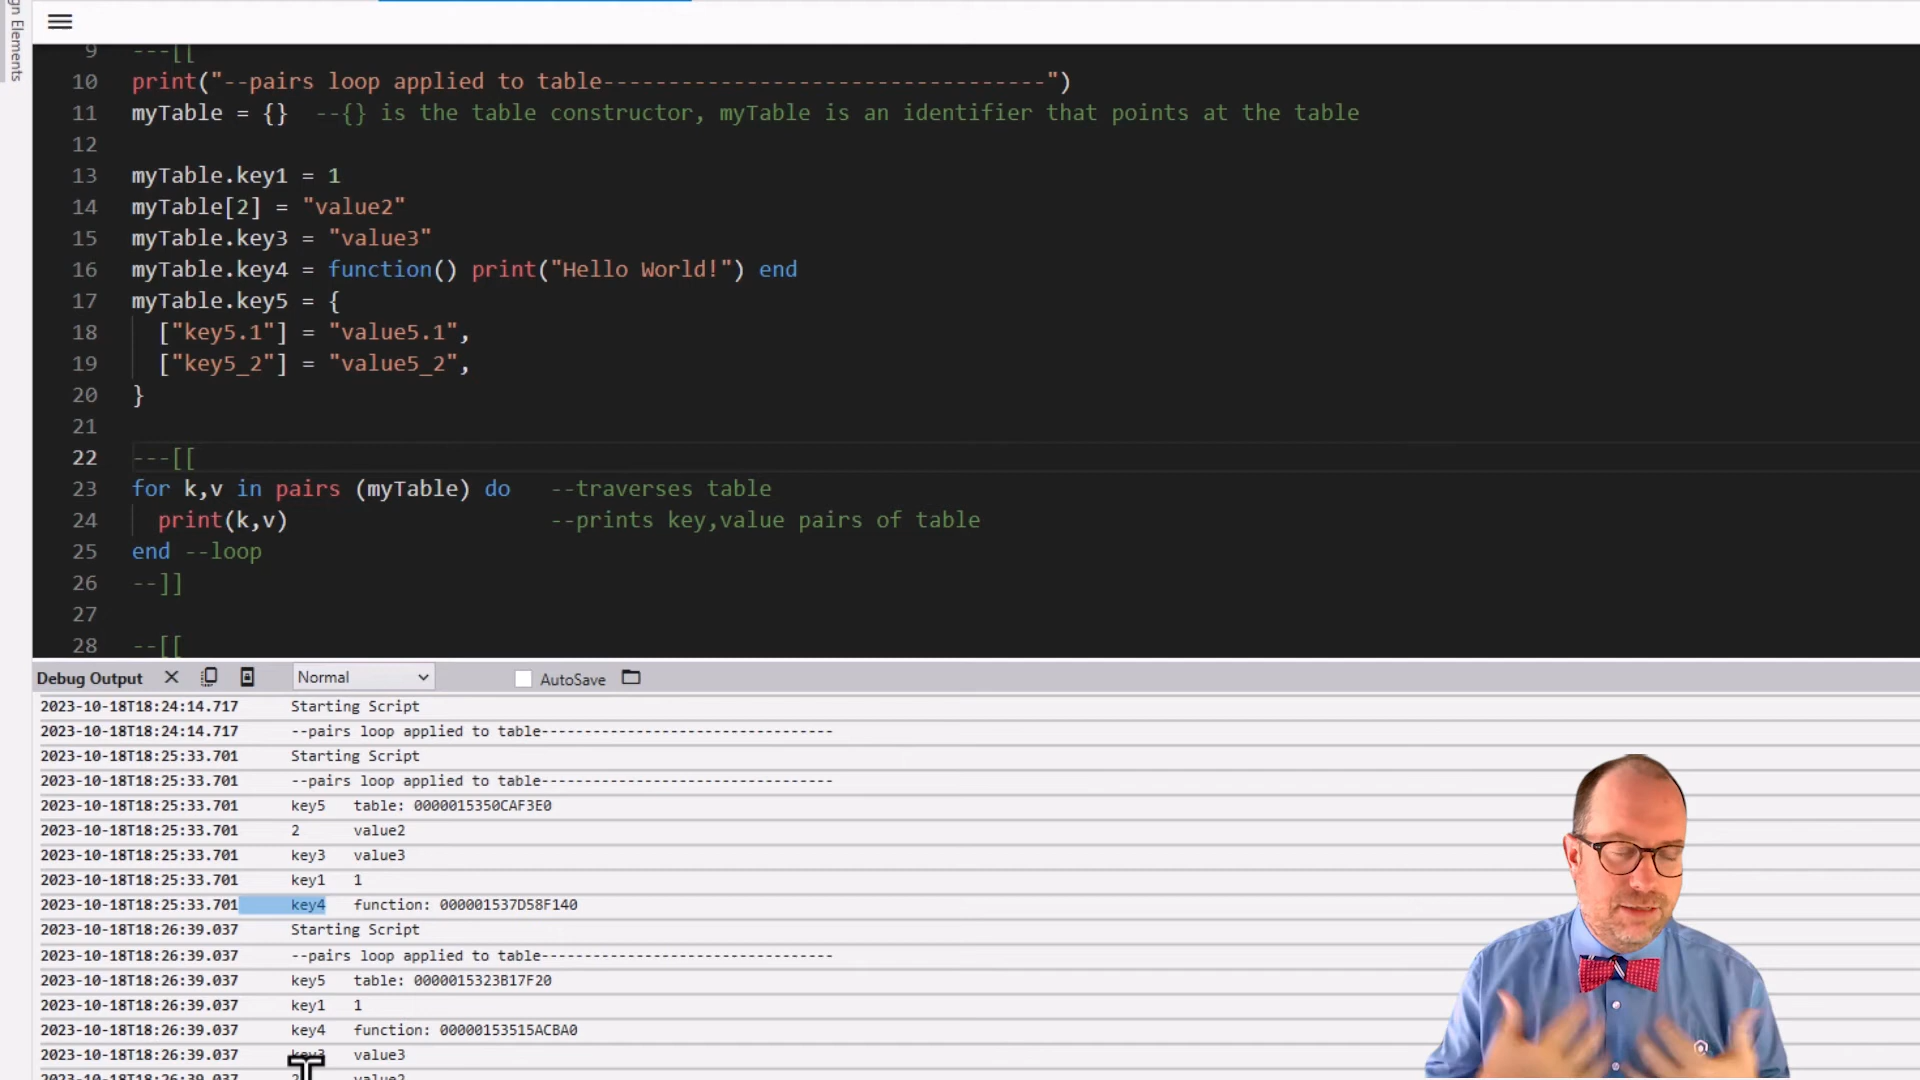 gn Elements
9 ---[[
10 print("--pairs loop applied to table----------------------------------")
11 myTable = {}  --{} is the table constructor, myTable is an identifier that points at the table
12
13 myTable.key1 = 1
14 myTable[2] = "value2"
15 myTable.key3 = "value3"
16 myTable.key4 = function() print("Hello World!") end
17 myTable.key5 = {
18 ["key5.1"] = "value5.1",
19 ["key5_2"] = "value5_2",
20 }
21
22 ---[[
23 for k,v in pairs (myTable) do   --traverses table
24 print(k,v)   --prints key,value pairs of table
25 end --loop
26 --]]
27
28 --[[
Debug Output Normal AutoSave
2023-10-18T18:24:14.717 Starting Script
2023-10-18T18:24:14.717 --pairs loop applied to table----------------------------------
2023-10-18T18:25:33.701 Starting Script
2023-10-18T18:25:33.701 --pairs loop applied to table----------------------------------
2023-10-18T18:25:33.701 key5 table: 0000015350CAF3E0
2023-10-18T18:25:33.701 2 value2
2023-10-18T18:25:33.701 key3 value3
2023-10-18T18:25:33.701 key1 1
2023-10-18T18:25:33.701 key4 function: 000001537D58F140
2023-10-18T18:26:39.037 Starting Script
2023-10-18T18:26:39.037 --pairs loop applied to table----------------------------------
2023-10-18T18:26:39.037 key5 table: 0000015323B17F20
2023-10-18T18:26:39.037 key1 1
2023-10-18T18:26:39.037 key4 function: 00000153515ACBA0
2023-10-18T18:26:39.037 key3 value3
2023-10-18T18:26:39.037 2 value2